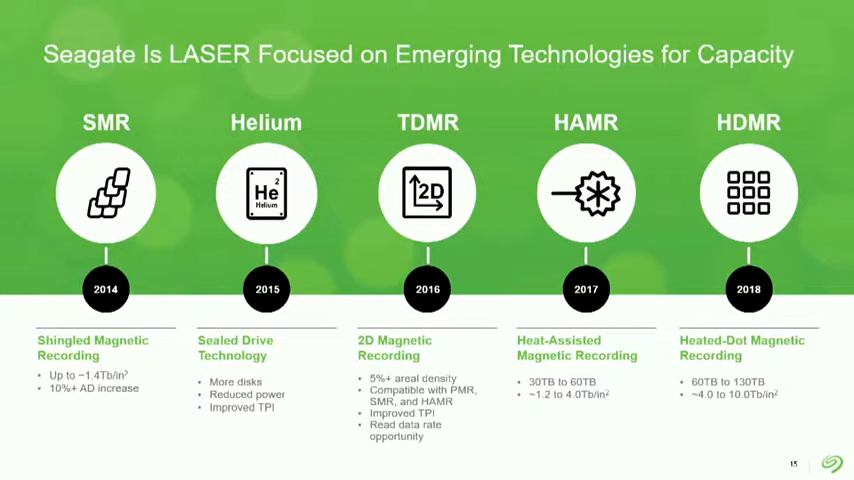 Seagate Is LASER Focused on Emerging Technologies for Capacity
SMR
Helium
TDMR
HAMR
HDMR
2
He
Helium
2D
2014
2015
2016
2017
2018
Shingled Magnetic
Recording
• Up to ~1.4Tb/in³
• 10%+ AD increase
Sealed Drive
Technology
• More disks
• Reduced power
• Improved TPI
2D Magnetic
Recording
• 5%+ areal density
• Compatible with PMR,
SMR, and HAMR
• Improved TPI
• Read data rate
opportunity
Heat-Assisted
Magnetic Recording
• 30TB to 60TB
• ~1.2 to 4.0Tb/in²
Heated-Dot Magnetic
Recording
• 60TB to 130TB
• ~4.0 to 10.0Tb/in²
15